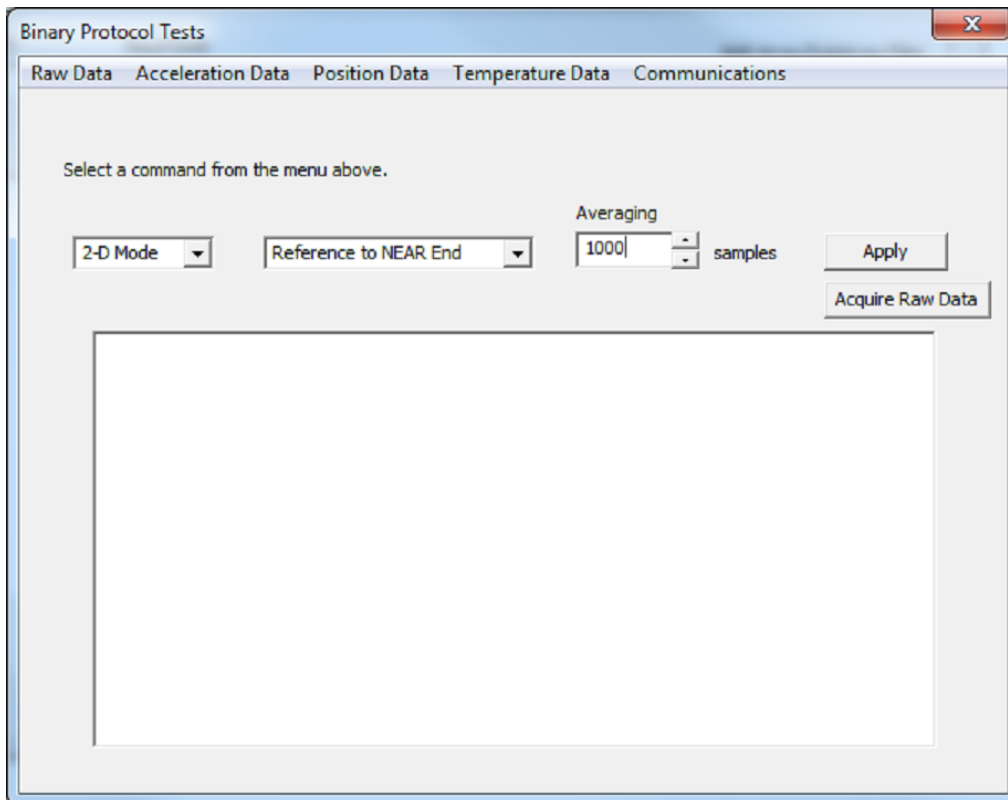 Binary Protocol Tests
Raw Data Acceleration Data Position Data Temperature Data Communications
Select a command from the menu above.
Averaging
2-D Mode Reference to NEAR End 1000 samples Apply
Acquire Raw Data